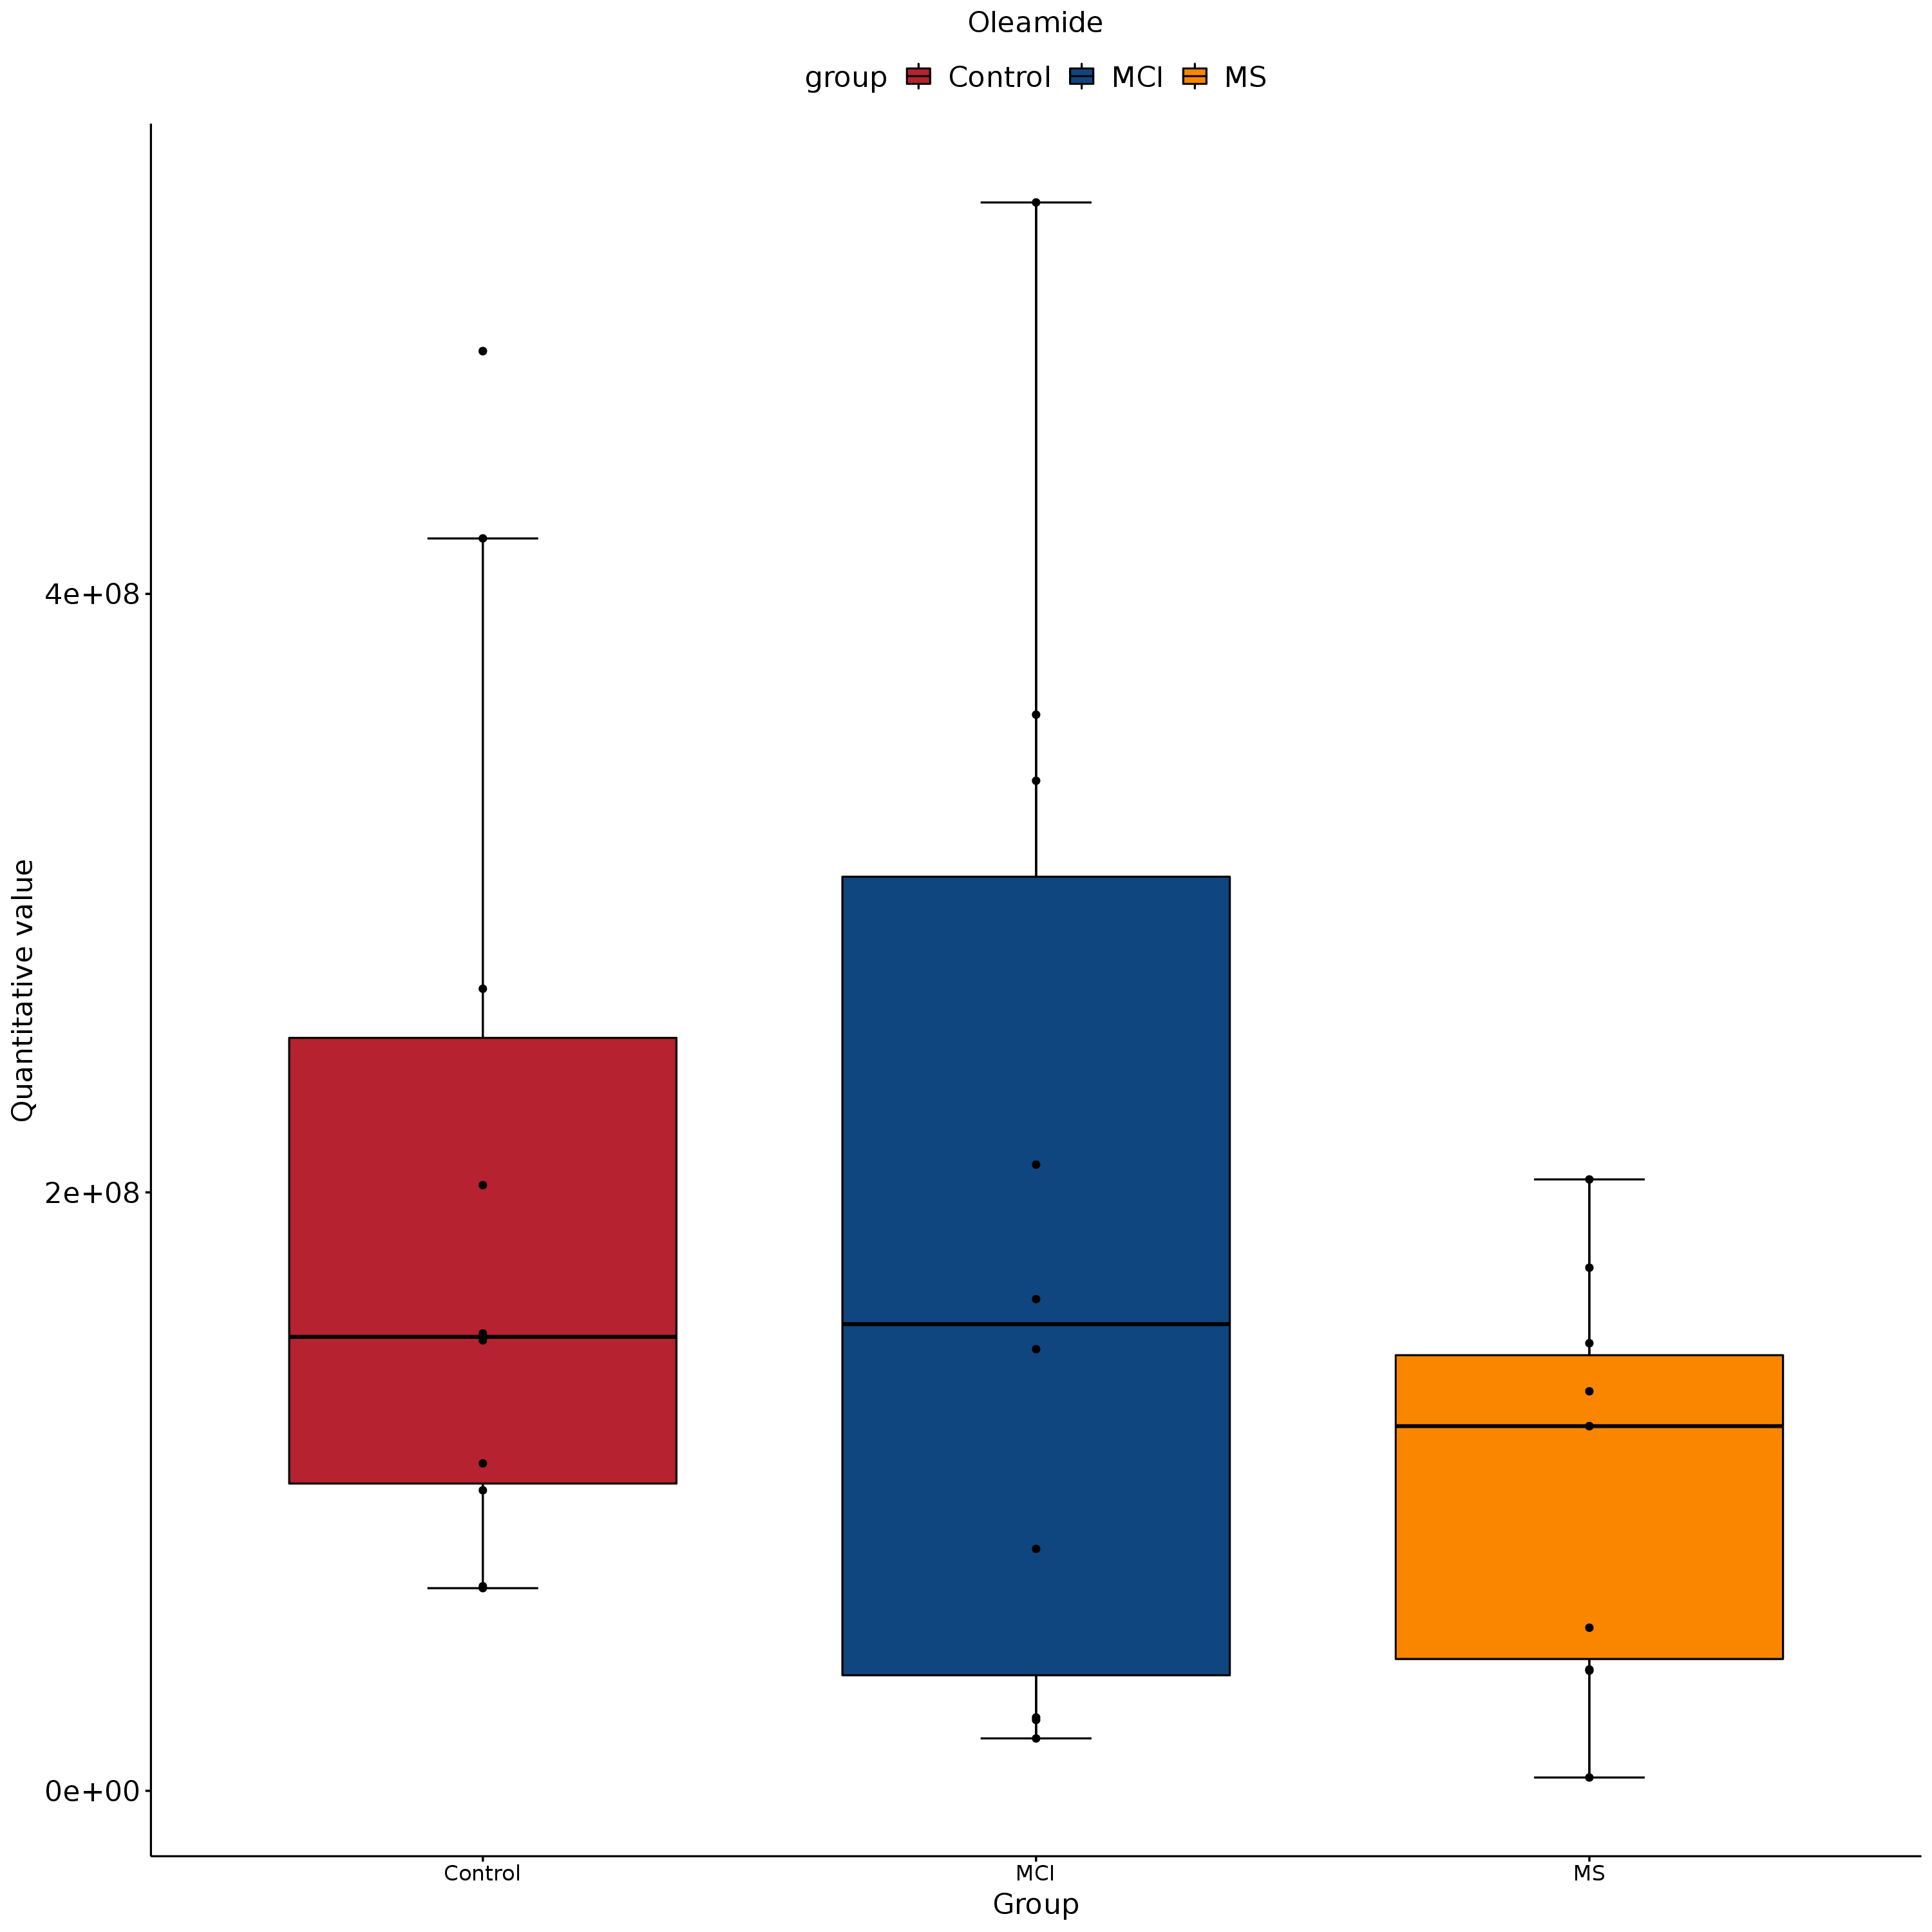 Oleamide
group Control MCI MS
Quantitative value
4e+08
2e+08
0e+00
Control MCI MS
Group